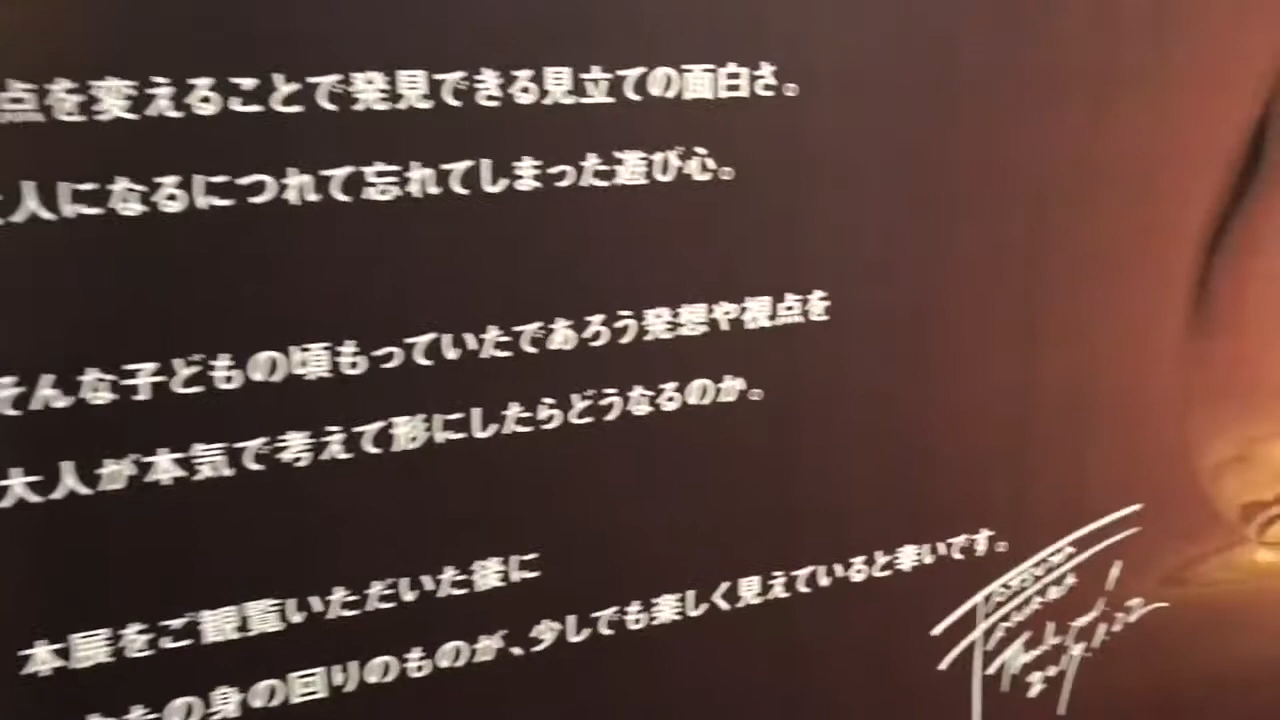 点を変えることで発見できる見立ての面白さ。
大人になるにつれて忘れてしまった遊び心。
そんな子どもの頃もっていたであろう発想や視点を
大人が本気で考えて形にしたらどうなるのか。
本展をご観覧いただいた後に
の身の回りのものが、少しでも楽しく見えていると幸いです。